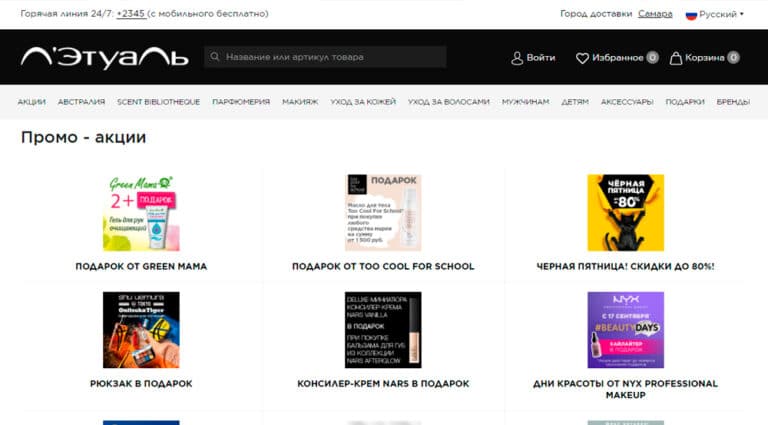 Горячая линия 24/7: *2345 (с мобильного бесплатно)
Город доставки Самара
Русский
Л'ЭТУАЛЬ
Название или артикул товара
Войти
Избранное 0
Корзина 0
АКЦИИ АВСТРАЛИЯ SCENT BIBLIOTHEQUE ПАРФЮМЕРИЯ МАКИЯЖ УХОД ЗА КОЖЕЙ УХОД ЗА ВОЛОСАМИ МУЖЧИНАМ ДЕТЯМ АКСЕССУАРЫ ПОДАРКИ БРЕНДЫ
Промо - акции
Green Mama
2+ ПОДАРОК
Гель для рук
очищающий
ПОДАРОК ОТ GREEN MAMA
ПОДАРОК
Масло для тела
Too Cool For School*
при покупке
любого
средства марки
на сумму
от 1 500 руб.
ПОДАРОК ОТ TOO COOL FOR SCHOOL
ЧЁРНАЯ
ПЯТНИЦА
80%
ЧЕРНАЯ ПЯТНИЦА! СКИДКИ ДО 80%!
shu uemura
TOKYO
Onitsuka Tiger
РЮКЗАК В ПОДАРОК
DELUXE МИНИАТЮРА
КОНСИЛЕР-КРЕМА
NARS VANILLA
В ПОДАРОК
ПРИ ПОКУПКЕ
БАЛЬЗАМА ДЛЯ ГУБ
ИЗ КОЛЛЕКЦИИ
NARS AFTERGLOW
КОНСИЛЕР-КРЕМ NARS В ПОДАРОК
NYX
С 17 СЕНТЯБРЯ
#BEAUTYDAYS
ХАЙЛАЙТЕР
В ПОДАРОК
ДНИ КРАСОТЫ ОТ NYX PROFESSIONAL
MAKEUP